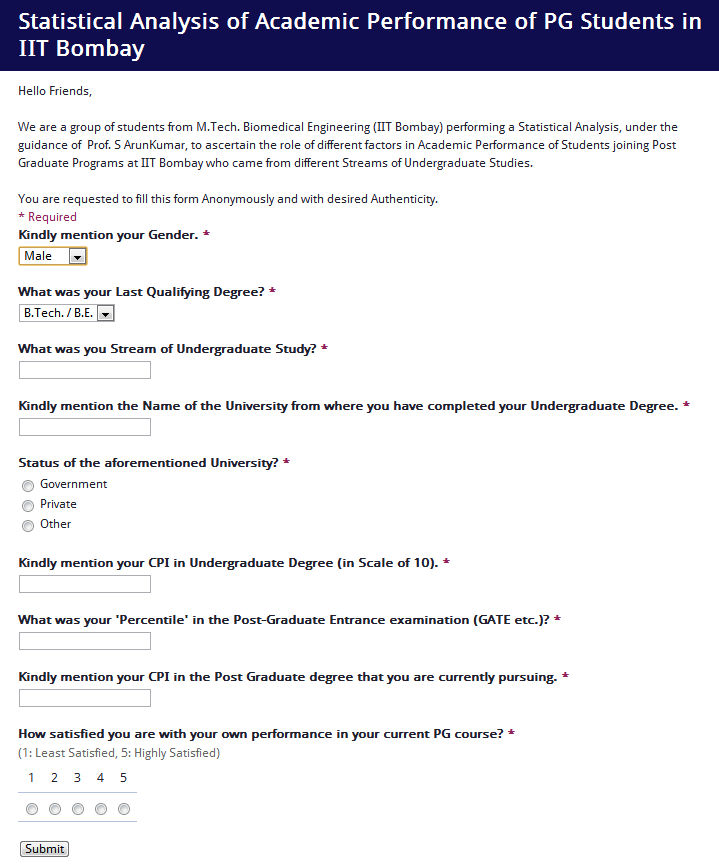 Statistical Analysis of Academic Performance of PG Students in
IIT Bombay
Hello Friends,
We are a group of students from M.Tech. Biomedical Engineering (IIT Bombay) performing a Statistical Analysis, under the
guidance of Prof. S ArunKumar, to ascertain the role of different factors in Academic Performance of Students joining Post
Graduate Programs at IIT Bombay who came from different Streams of Undergraduate Studies.
You are requested to fill this form Anonymously and with desired Authenticity.
* Required
Kindly mention your Gender. *
Male
What was your Last Qualifying Degree? *
B.Tech. / B.E.
What was you Stream of Undergraduate Study? *
Kindly mention the Name of the University from where you have completed your Undergraduate Degree. *
Status of the aforementioned University? *
Government
Private
Other
Kindly mention your CPI in Undergraduate Degree (in Scale of 10). *
What was your 'Percentile' in the Post-Graduate Entrance examination (GATE etc.)? *
Kindly mention your CPI in the Post Graduate degree that you are currently pursuing. *
How satisfied you are with your own performance in your current PG course? *
(1: Least Satisfied, 5: Highly Satisfied)
1 2 3 4 5
Submit